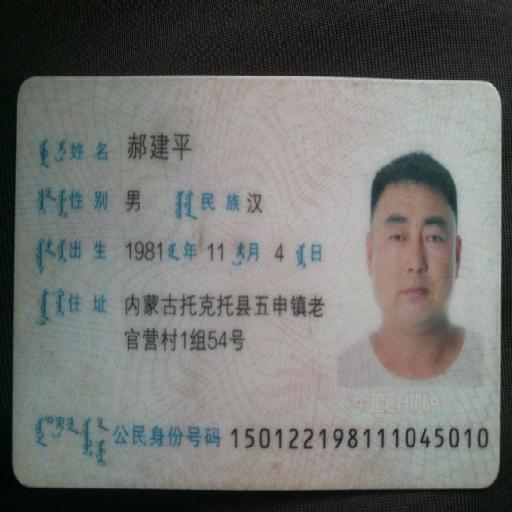 姓名 郝建平
性别 男 民族 汉
出生 1981 年 11 月 4 日
住址 内蒙古托克托县五申镇老
官营村1组54号
中国CHINA
公民身份号码 150122198111045010